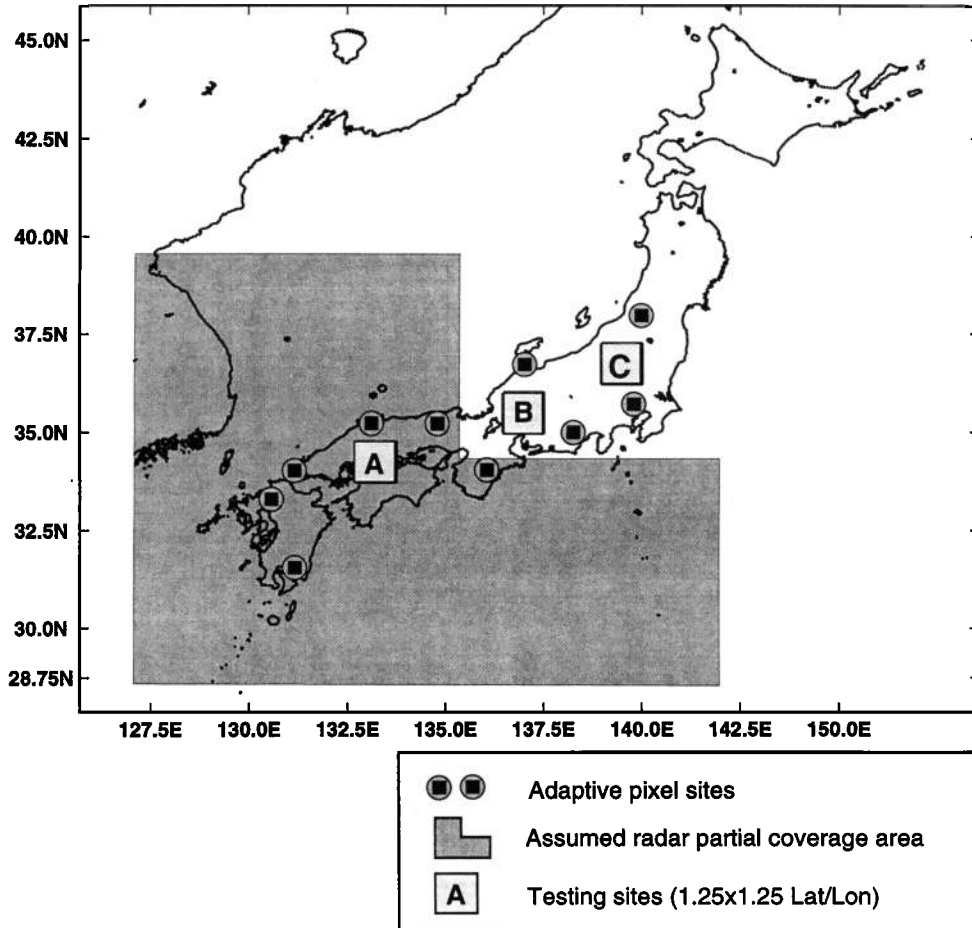 45.0N
42.5N
40.0N
37.5N
35.0N
32.5N
30.0N
28.75N
A
B
C
127.5E 130.0E 132.5E 135.0E 137.5E 140.0E 142.5E 150.0E
Adaptive pixel sites
Assumed radar partial coverage area
A Testing sites (1.25x1.25 Lat/Lon)